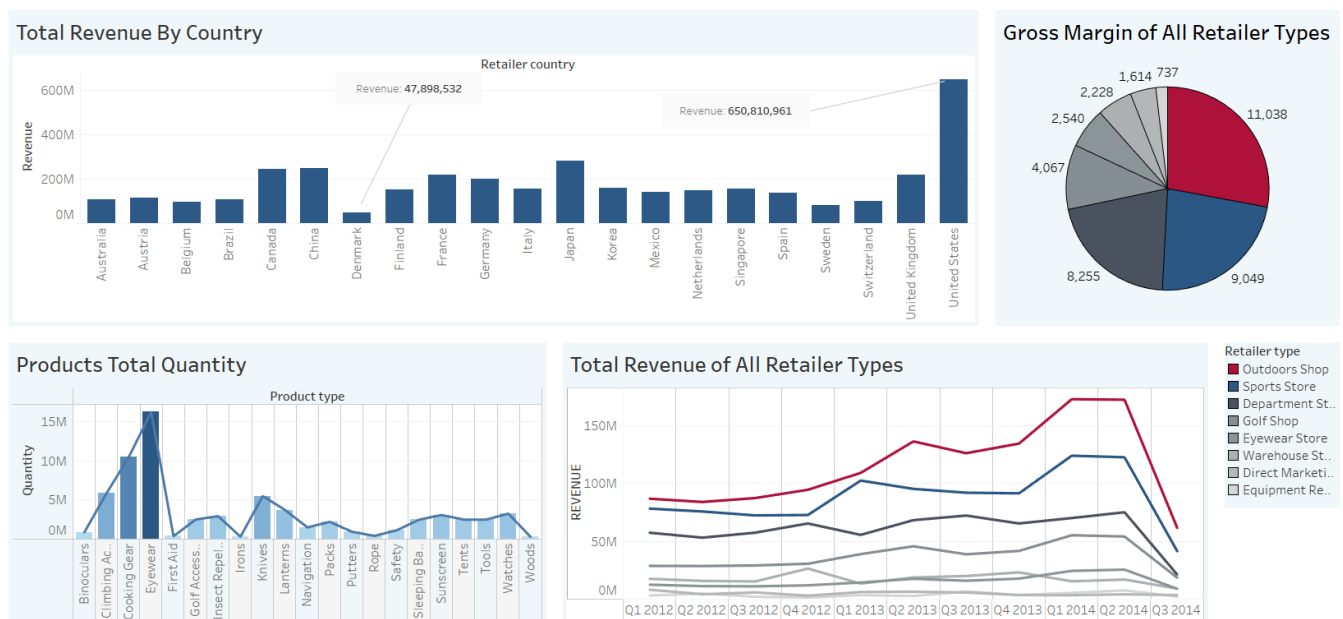 Total Revenue By Country
Retailer country
Revenue
600M
400M
200M
0M
Revenue: 47,898,532
Revenue: 650,810,961
Australia
Austria
Belgium
Brazil
Canada
China
Denmark
Finland
France
Germany
Italy
Japan
Korea
Mexico
Netherlands
Singapore
Spain
Sweden
Switzerland
United Kingdom
United States
Gross Margin of All Retailer Types
11,038
9,049
8,255
4,067
2,540
2,228
1,614
737
Products Total Quantity
Product type
Quantity
15M
10M
5M
0M
Binoculars
Climbing Ac..
Cooking Gear
Eyewear
First Aid
Golf Access..
Insect Repel..
Irons
Knives
Lanterns
Navigation
Packs
Putters
Rope
Safety
Sleeping Ba..
Sunscreen
Tents
Tools
Watches
Woods
Total Revenue of All Retailer Types
REVENUE
150M
100M
50M
0M
Q1 2012 Q2 2012 Q3 2012 Q4 2012 Q1 2013 Q2 2013 Q3 2013 Q4 2013 Q1 2014 Q2 2014 Q3 2014
Retailer type
Outdoors Shop
Sports Store
Department St..
Golf Shop
Eyewear Store
Warehouse St..
Direct Marketi..
Equipment Re..